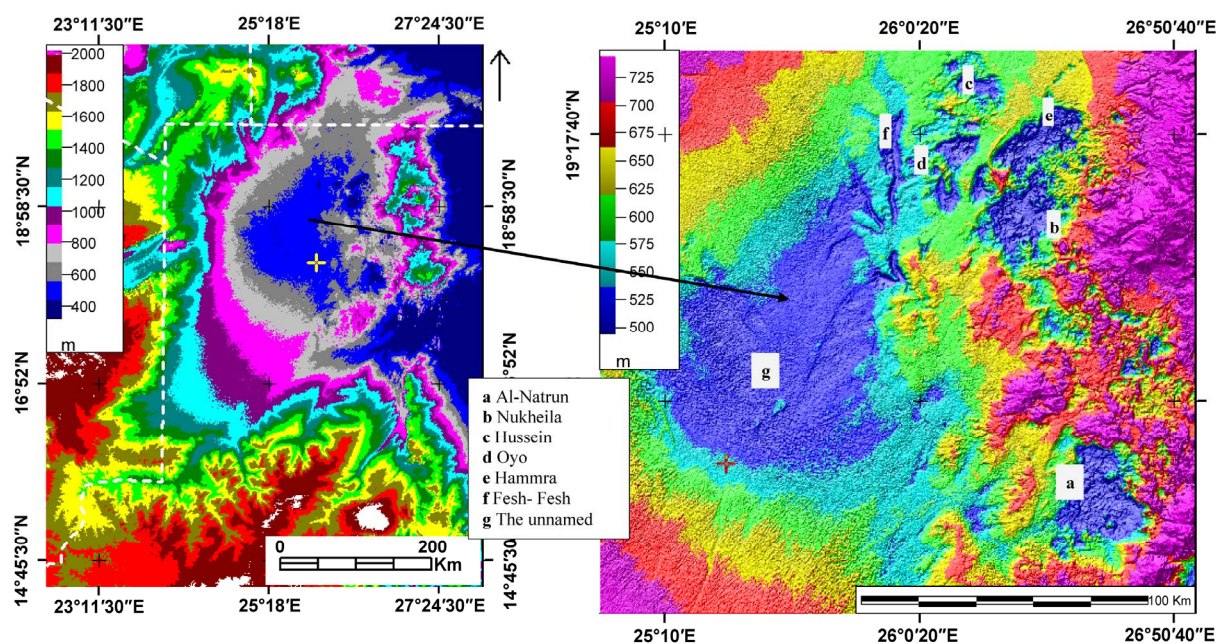 23°11'30"E 25°18' 27°24'30"E
25°10' 26°0'20" 26°50'40"
2000
1800
1600
1400
1200
1000
800
600
400
m
18°58'30"N
16°52'N
14°45'30"N
18°58'30"N
16°52'N
14°45'30"N
725
700
675
650
625
600
575
550
525
500
m
19°17'40"N
c
f
e
d
b
g
a
a Al-Natrun
b Nukheila
c Hussein
d Oyo
e Hammra
f Fesh- Fesh
g The unnamed
0 200
Km
100 Km
23°11'30"E 25°18' 27°24'30"E
25°10' 26°0'20" 26°50'40"